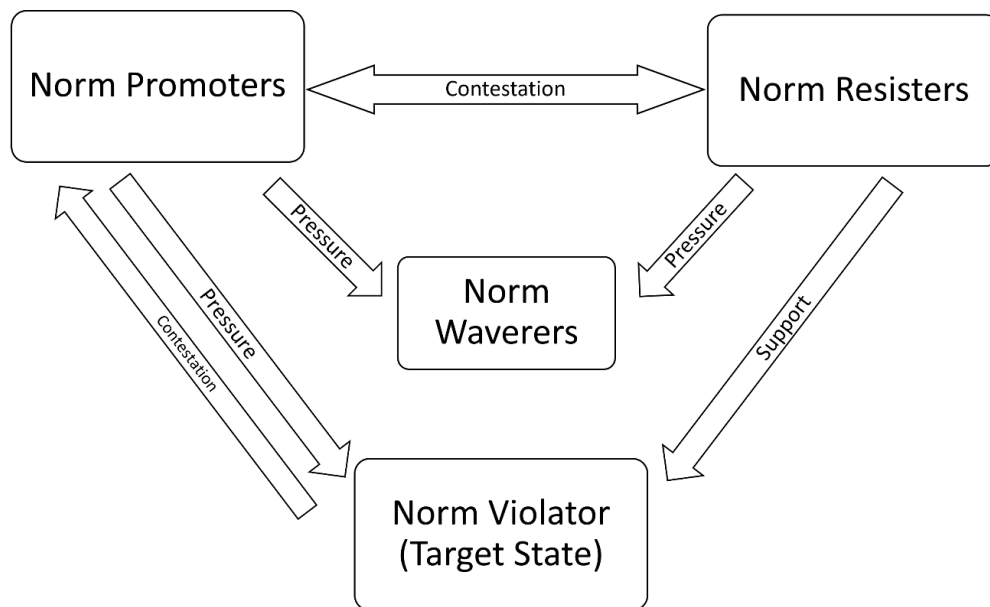 Norm Promoters
Contestation
Norm Resisters
Pressure
Pressure
Norm
Waverers
Pressure
Contestation
Support
Norm Violator
(Target State)